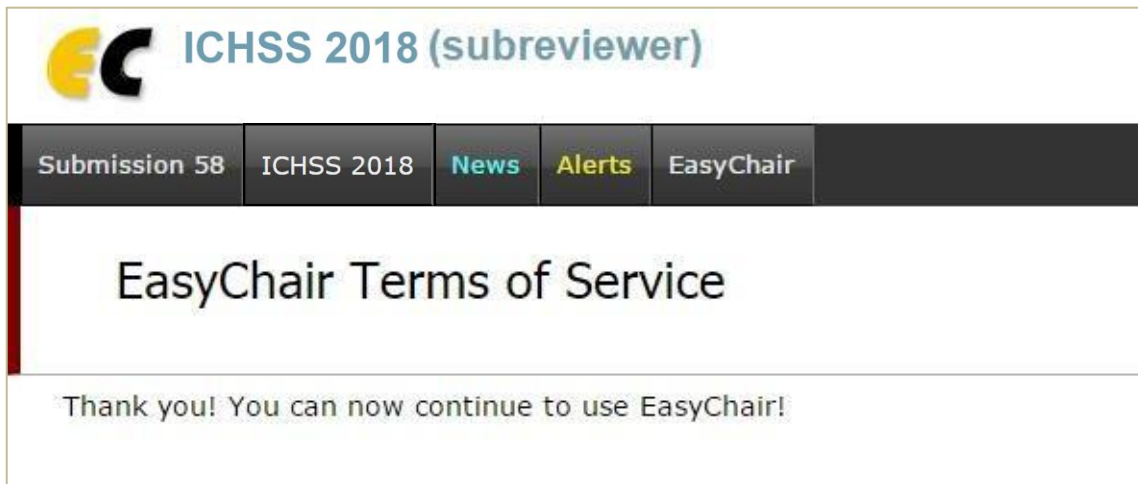 EC ICHSS 2018 (subreviewer)
Submission 58 ICHSS 2018 News Alerts EasyChair
EasyChair Terms of Service
Thank you! You can now continue to use EasyChair!